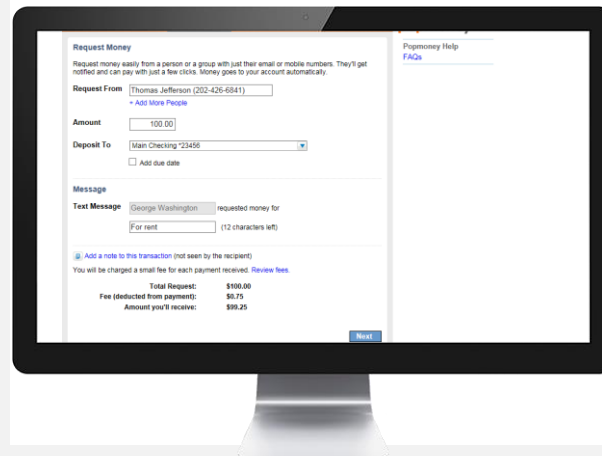 Request Money
Request money easily from a person or a group with just their email or mobile numbers. They'll get
notified and can pay with just a few clicks. Money goes to your account automatically.
Request From Thomas Jefferson (202-426-6841)
+ Add More People
Amount 100.00
Deposit To Main Checking *23456
Add due date
Message
Text Message George Washington requested money for
For rent (12 characters left)
Add a note to this transaction (not seen by the recipient)
You will be charged a small fee for each payment received. Review fees.
Total Request: $100.00
Fee (deducted from payment): $0.75
Amount you'll receive: $99.25
Next
Popmoney Help
FAQs